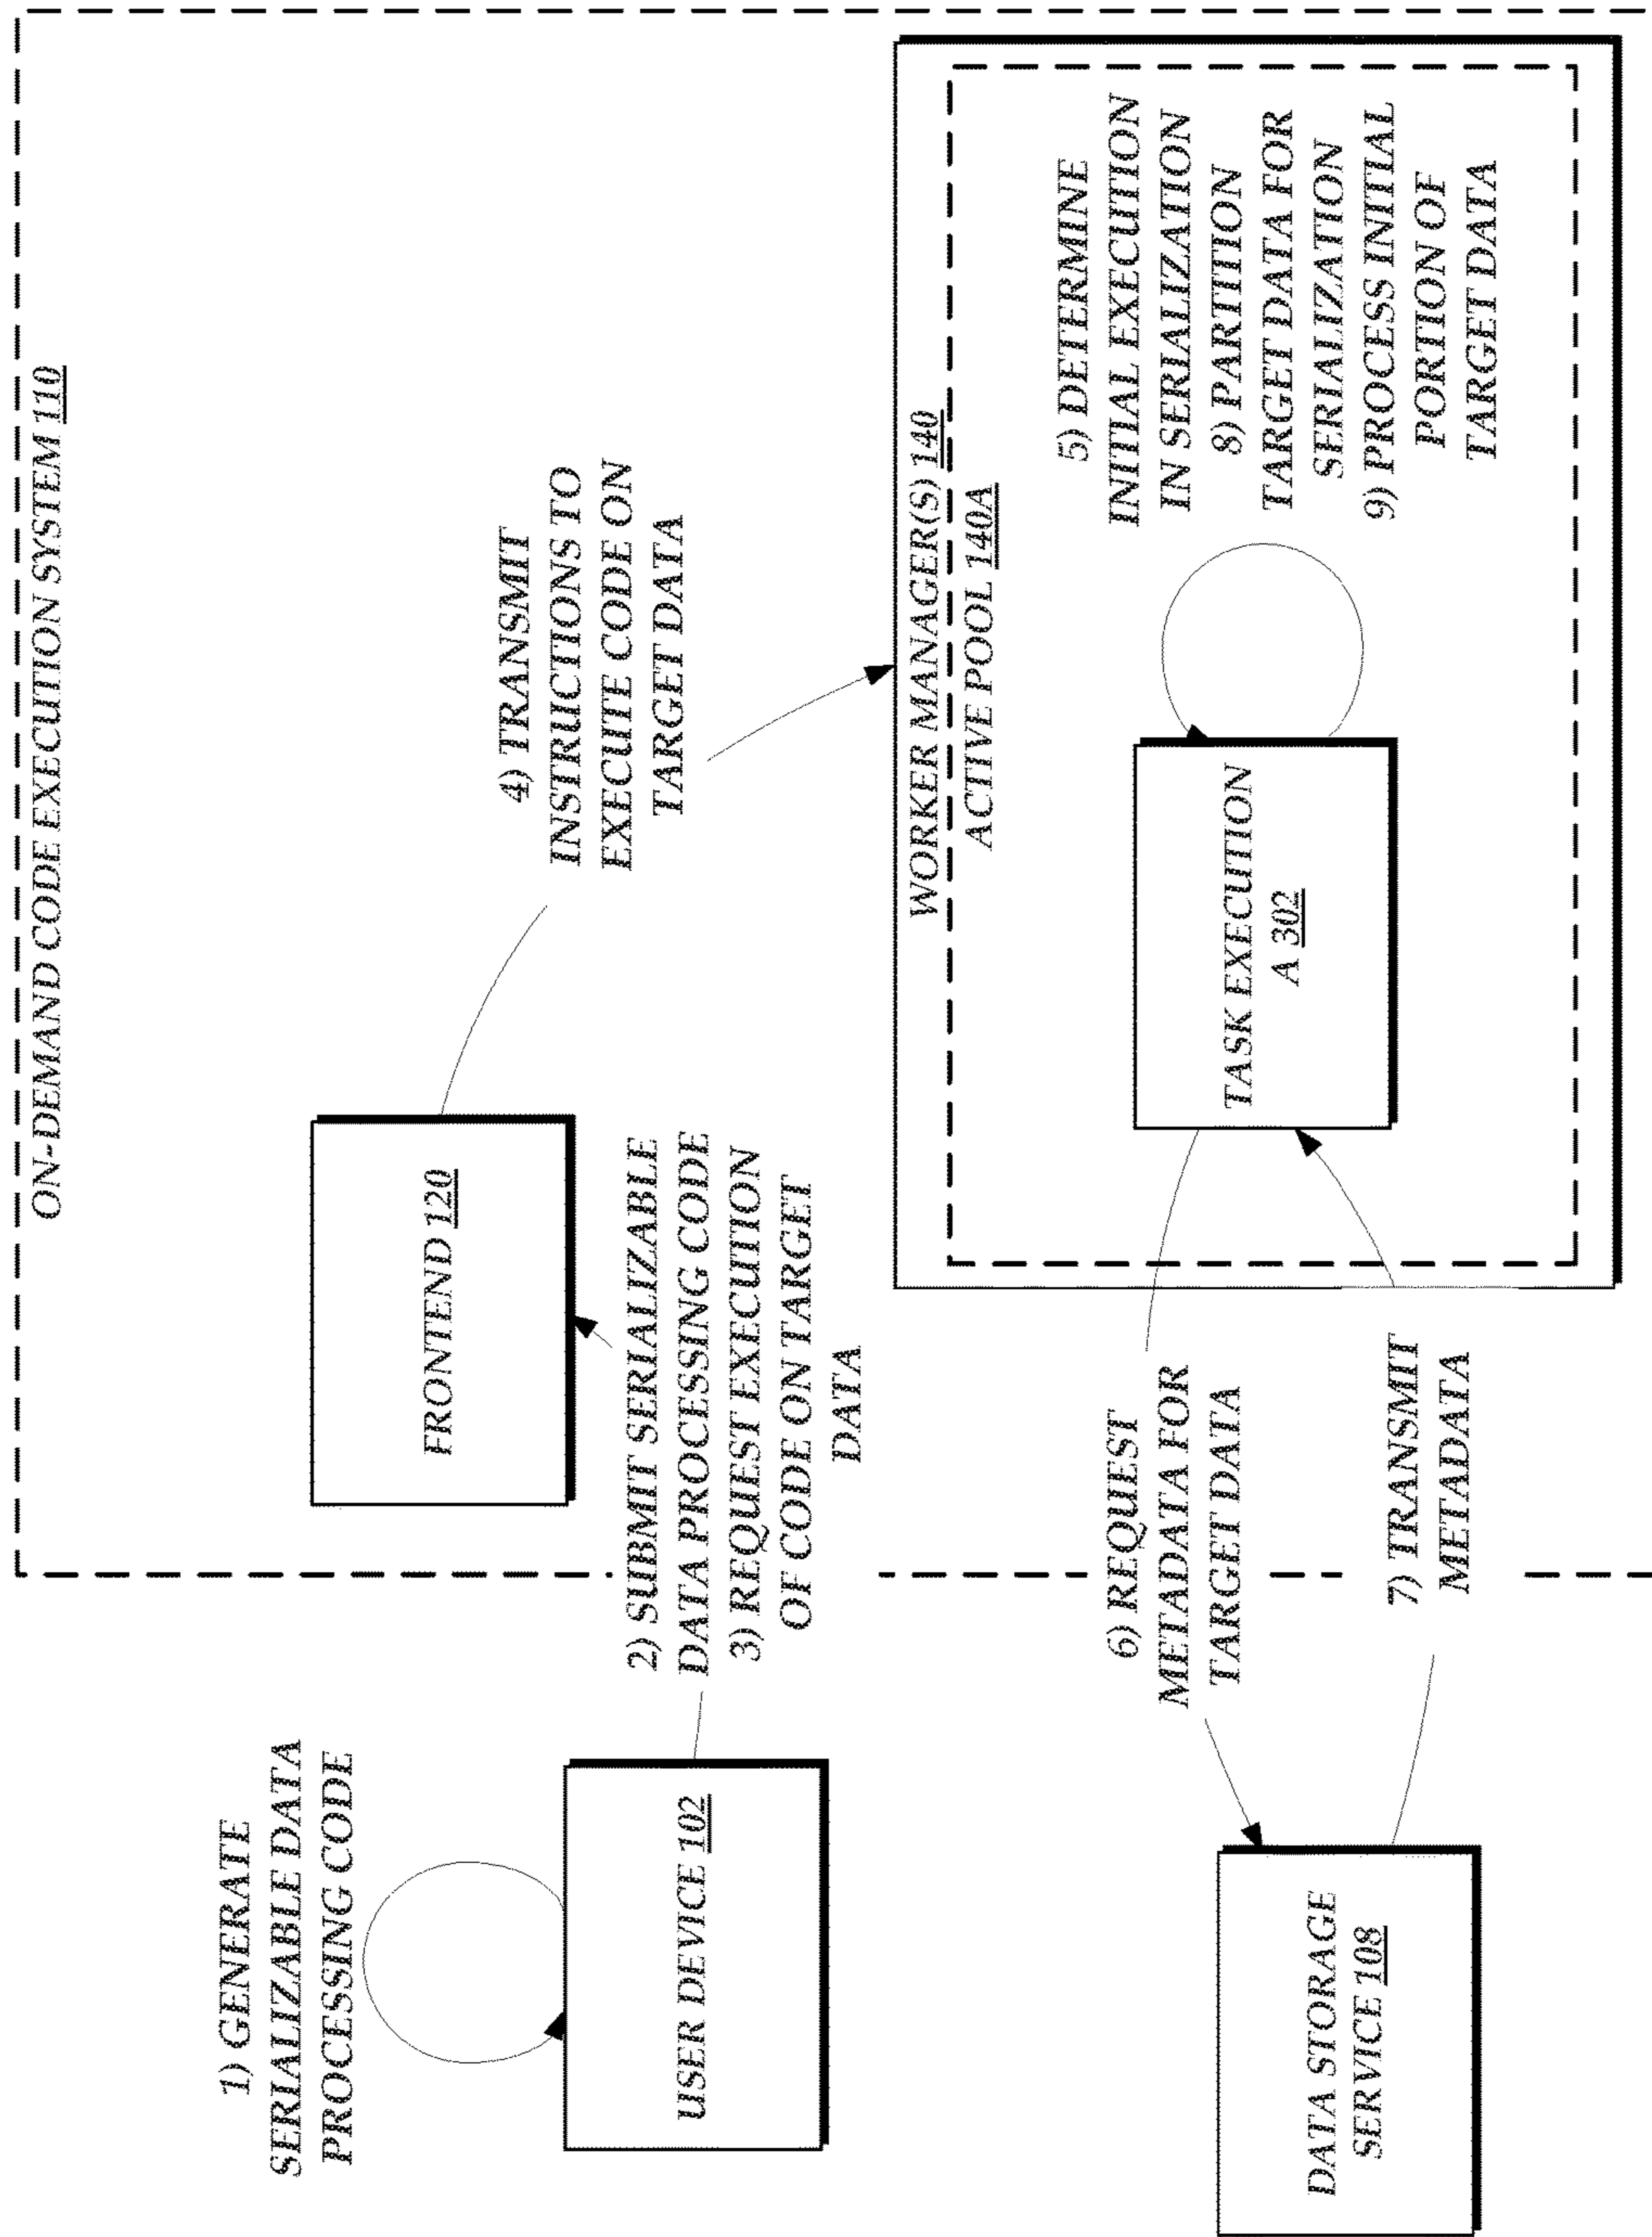 ON-DEMAND CODE EXECUTION SYSTEM 110
1) GENERATE
SERIALIZABLE DATA
PROCESSING CODE
USER DEVICE 102
2) SUBMIT SERIALIZABLE
DATA PROCESSING CODE
3) REQUEST EXECUTION
OF CODE ON TARGET
DATA
FRONTEND 120
4) TRANSMIT
INSTRUCTIONS TO
EXECUTE CODE ON
TARGET DATA
WORKER MANAGER(S) 140
ACTIVE POOL 140A
TASK EXECUTION
A 302
5) DETERMINE
INITIAL EXECUTION
IN SERIALIZATION
8) PARTITION
TARGET DATA FOR
SERIALIZATION
9) PROCESS INITIAL
PORTION OF
TARGET DATA
6) REQUEST
METADATA FOR
TARGET DATA
7) TRANSMIT
METADATA
DATA STORAGE
SERVICE 108